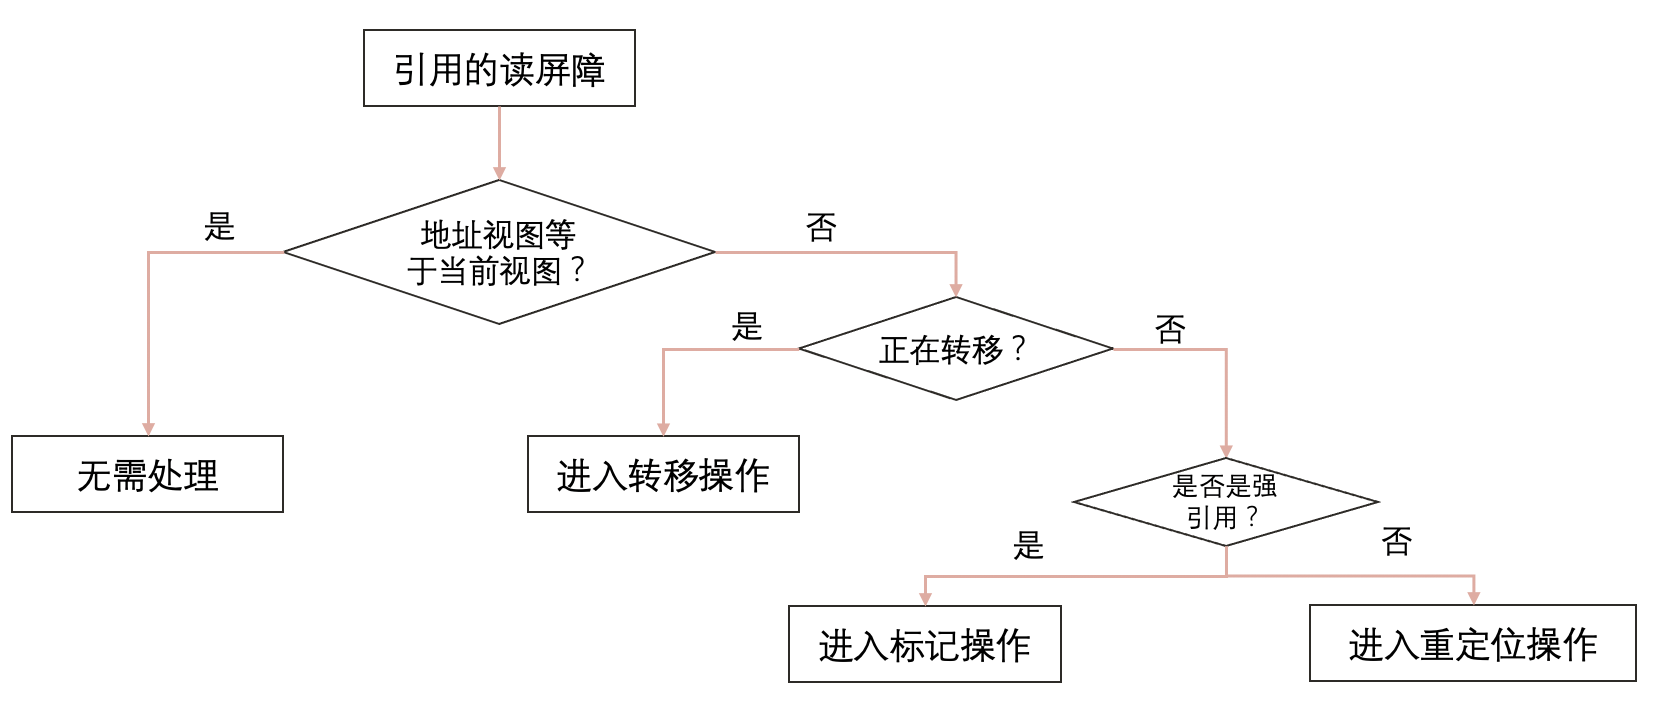 引用的读屏障
是
地址视图等
于当前视图？
否
是
正在转移？
否
无需处理
进入转移操作
是否是强
引用？
是
否
进入标记操作
进入重定位操作